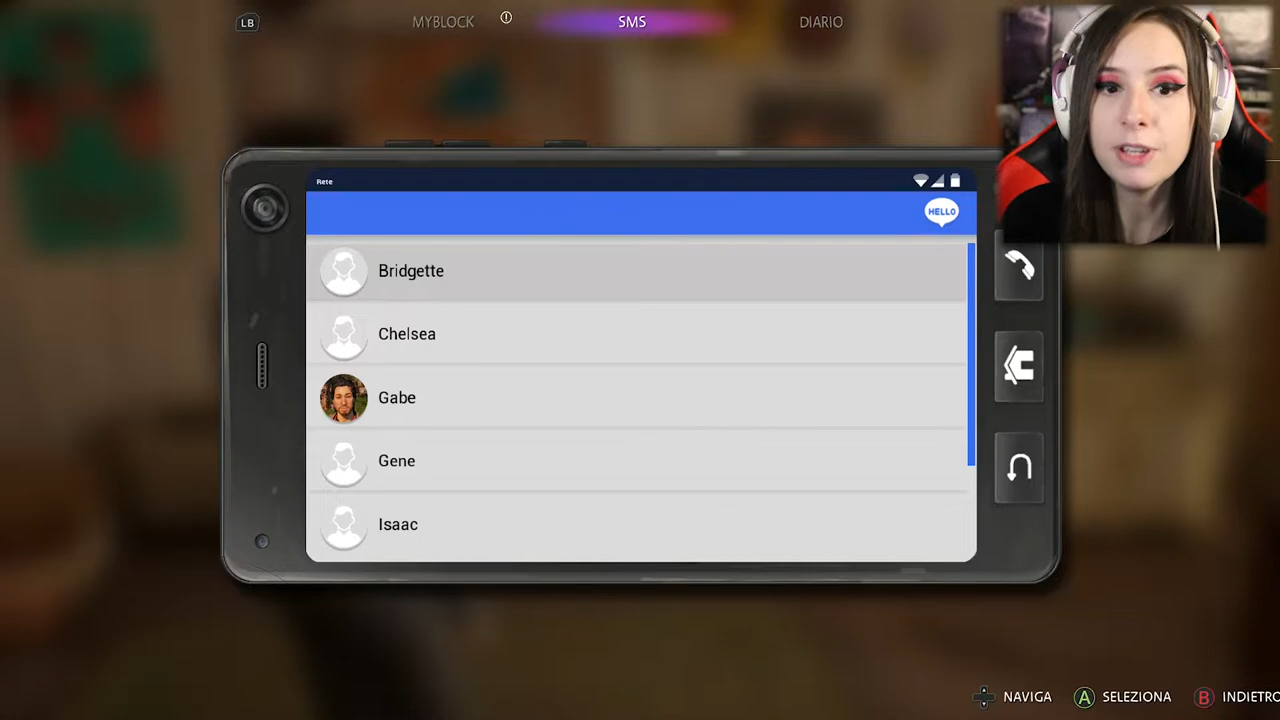 LB
MYBLOCK
SMS
DIARIO
Rete
HELLO
Bridgette
Chelsea
Gabe
Gene
Isaac
NAVIGA
A SELEZIONA
B INDIETRO